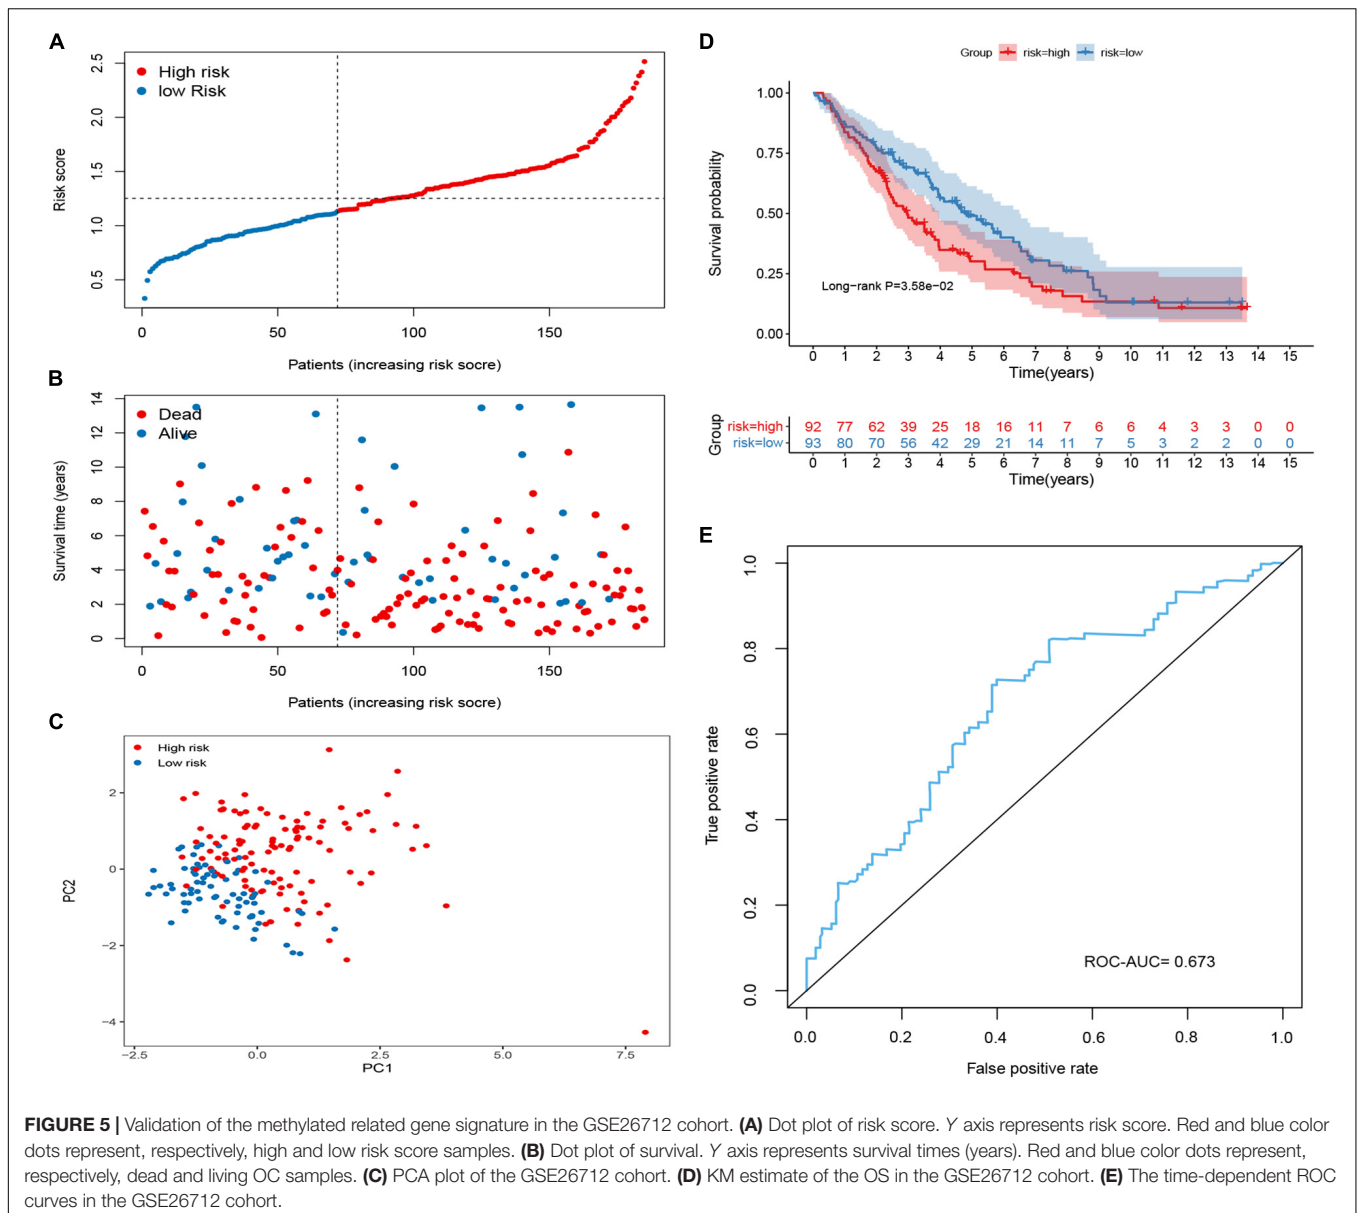 A
High risk
low Risk
Risk score
2.5
2.0
1.5
1.0
0.5
0 50 100 150
Patients (increasing risk socre)
B
Dead
Alive
Survival time (years)
14
12
10
8
6
4
2
0
0 50 100 150
Patients (increasing risk socre)
C
High risk
Low risk
PC2
2
0
−2
−4
−2.5 0.0 2.5 5.0 7.5
PC1
D
Group risk=high risk=low
Survival probability
1.00
0.75
0.50
0.25
0.00
Long−rank P=3.58e−02
0 1 2 3 4 5 6 7 8 9 10 11 12 13 14 15
Time(years)
Group
risk=high 92 77 62 39 25 18 16 11 7 6 6 4 3 3 0 0
risk=low 93 80 70 56 42 29 21 14 11 7 5 3 2 2 0 0
0 1 2 3 4 5 6 7 8 9 10 11 12 13 14 15
Time(years)
E
True positive rate
1.0
0.8
0.6
0.4
0.2
0.0
ROC-AUC= 0.673
0.0 0.2 0.4 0.6 0.8 1.0
False positive rate
FIGURE 5 | Validation of the methylated related gene signature in the GSE26712 cohort. (A) Dot plot of risk score. Y axis represents risk score. Red and blue color
dots represent, respectively, high and low risk score samples. (B) Dot plot of survival. Y axis represents survival times (years). Red and blue color dots represent,
respectively, dead and living OC samples. (C) PCA plot of the GSE26712 cohort. (D) KM estimate of the OS in the GSE26712 cohort. (E) The time-dependent ROC
curves in the GSE26712 cohort.